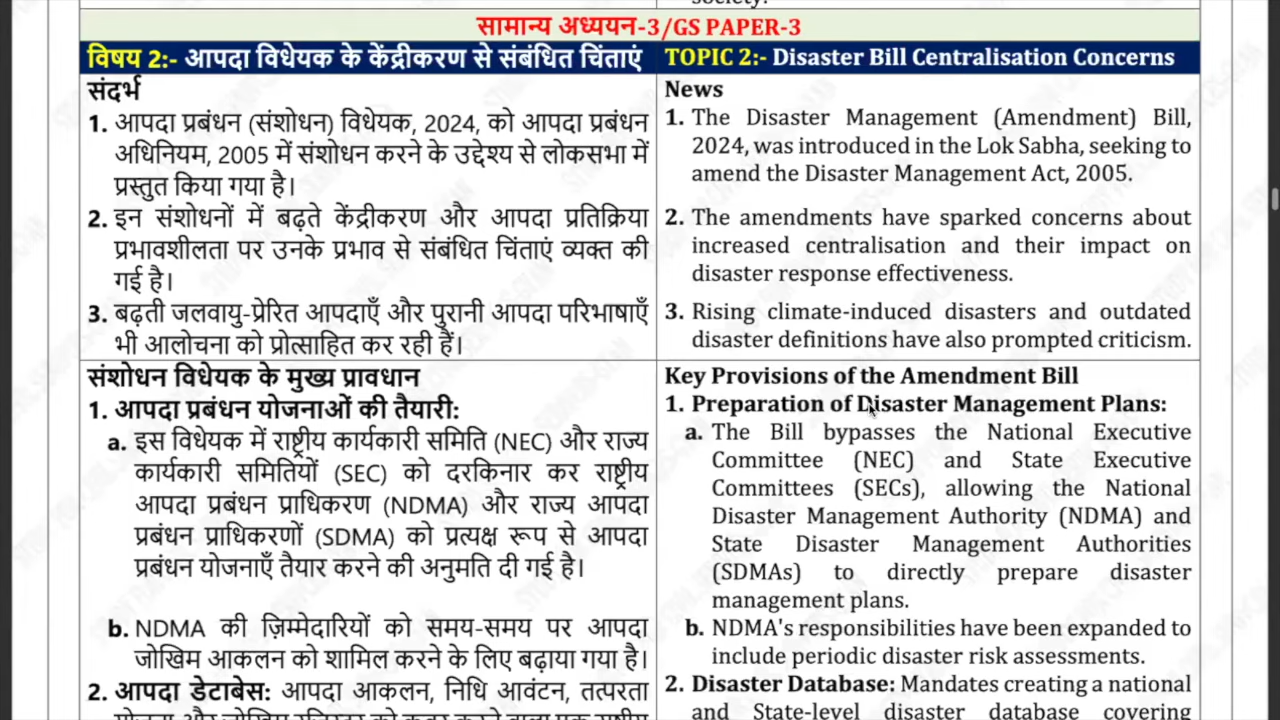 society.
सामान्य अध्ययन-3/GS PAPER-3
विषय 2:- आपदा विधेयक के केंद्रीकरण से संबंधित चिंताएं
संदर्भ
1. आपदा प्रबंधन (संशोधन) विधेयक, 2024, को आपदा प्रबंधन
अधिनियम, 2005 में संशोधन करने के उद्देश्य से लोकसभा में
प्रस्तुत किया गया है।
2. इन संशोधनों में बढ़ते केंद्रीकरण और आपदा प्रतिक्रिया
प्रभावशीलता पर उनके प्रभाव से संबंधित चिंताएं व्यक्त की
गई है।
3. बढ़ती जलवायु-प्रेरित आपदाएँ और पुरानी आपदा परिभाषाएँ
भी आलोचना को प्रोत्साहित कर रही हैं।
TOPIC 2:- Disaster Bill Centralisation Concerns
News
1. The Disaster Management (Amendment) Bill,
2024, was introduced in the Lok Sabha, seeking to
amend the Disaster Management Act, 2005.
2. The amendments have sparked concerns about
increased centralisation and their impact on
disaster response effectiveness.
3. Rising climate-induced disasters and outdated
disaster definitions have also prompted criticism.
संशोधन विधेयक के मुख्य प्रावधान
1. आपदा प्रबंधन योजनाओं की तैयारी:
a. इस विधेयक में राष्ट्रीय कार्यकारी समिति (NEC) और राज्य
कार्यकारी समितियों (SEC) को दरकिनार कर राष्ट्रीय
आपदा प्रबंधन प्राधिकरण (NDMA) और राज्य आपदा
प्रबंधन प्राधिकरणों (SDMA) को प्रत्यक्ष रूप से आपदा
प्रबंधन योजनाएँ तैयार करने की अनुमति दी गई है।
b. NDMA की ज़िम्मेदारियों को समय-समय पर आपदा
जोखिम आकलन को शामिल करने के लिए बढ़ाया गया है।
2. आपदा डेटाबेस: आपदा आकलन, निधि आवंटन, तत्परता
Key Provisions of the Amendment Bill
1. Preparation of Disaster Management Plans:
a. The Bill bypasses the National Executive
Committee (NEC) and State Executive
Committees (SECs), allowing the National
Disaster Management Authority (NDMA) and
State Disaster Management Authorities
(SDMAs) to directly prepare disaster
management plans.
b. NDMA's responsibilities have been expanded to
include periodic disaster risk assessments.
2. Disaster Database: Mandates creating a national
and State-level disaster database covering